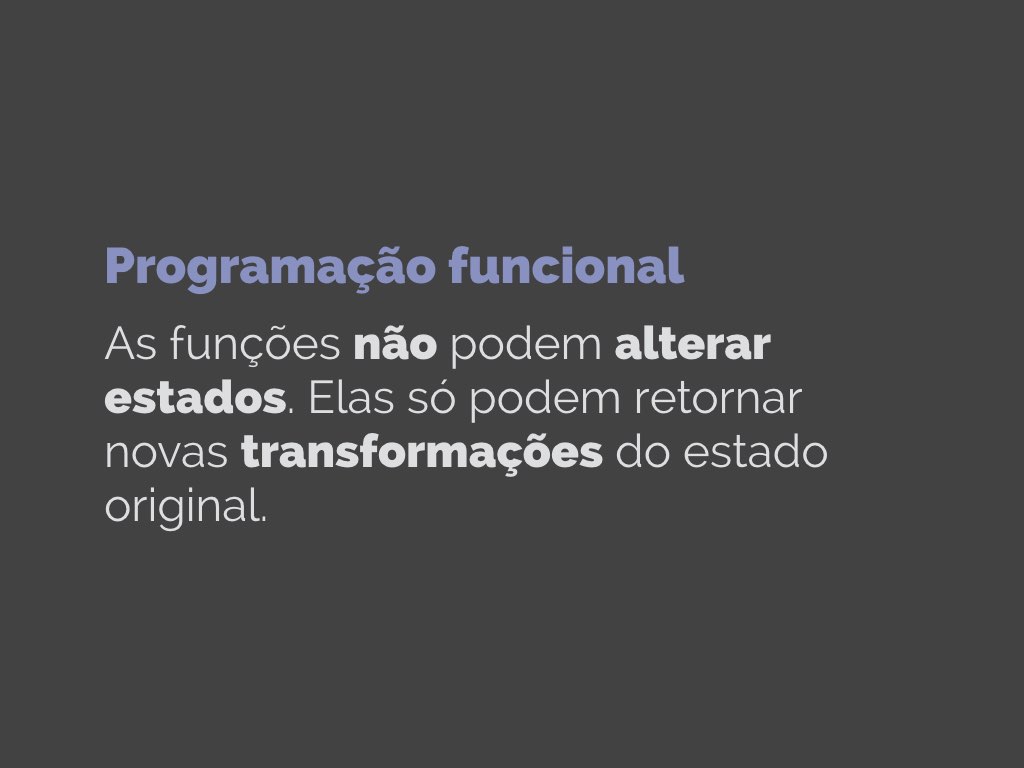 Programação funcional
As funções não podem alterar
estados. Elas só podem retornar
novas transformações do estado
original.